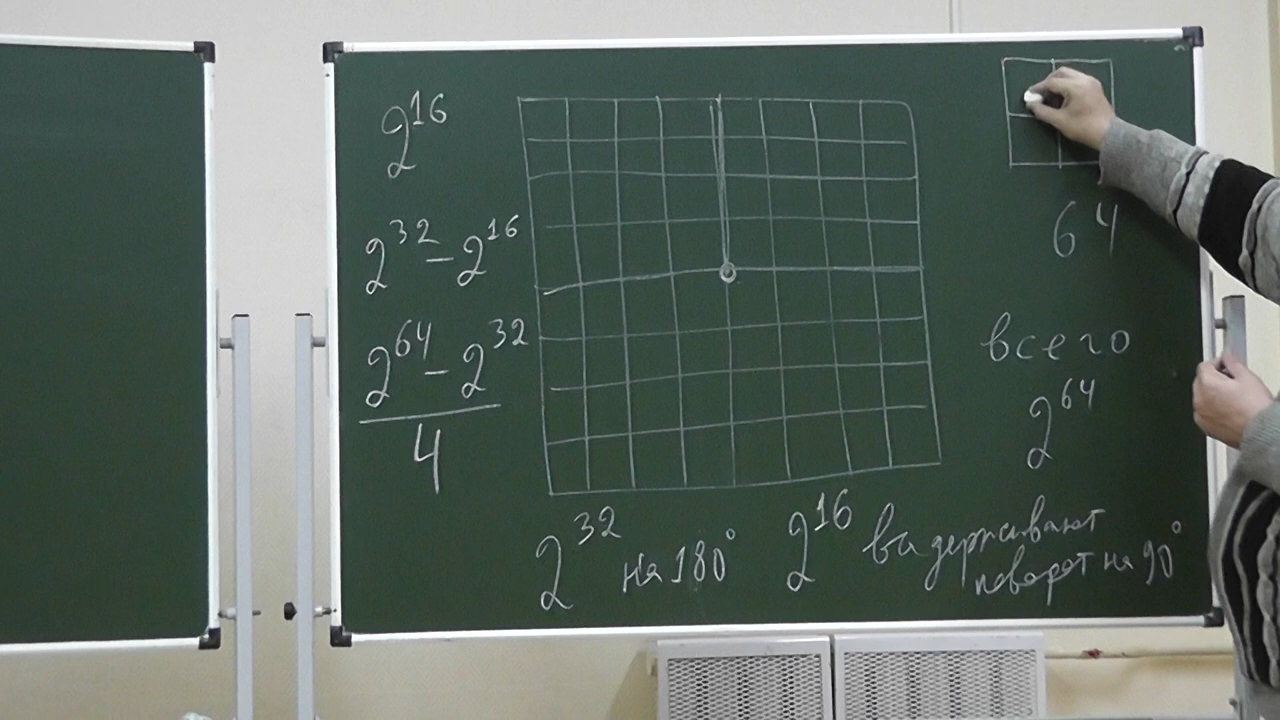 2^16
2^32 – 2^16
2^64 – 2^32
4
64
всего
2^64
2^32 на 180°
2^16 выдерживают
поворот на 90°